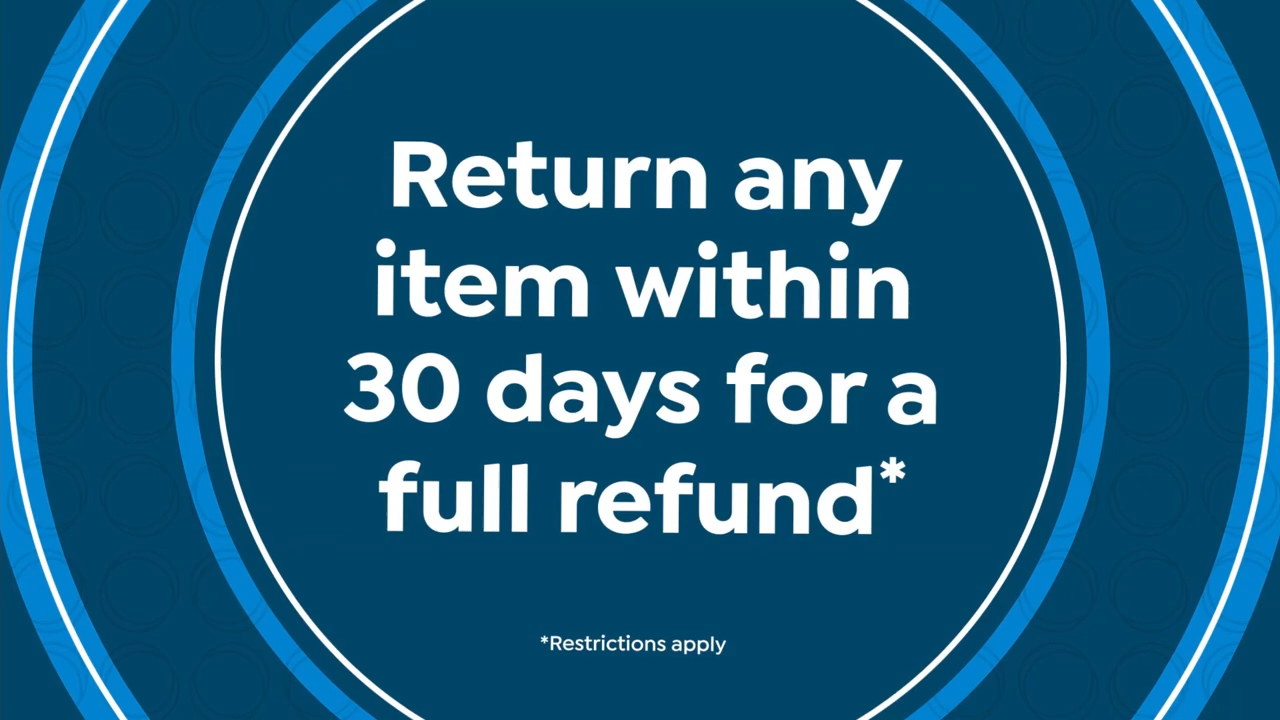 Return any
item within
30 days for a
full refund*
*Restrictions apply